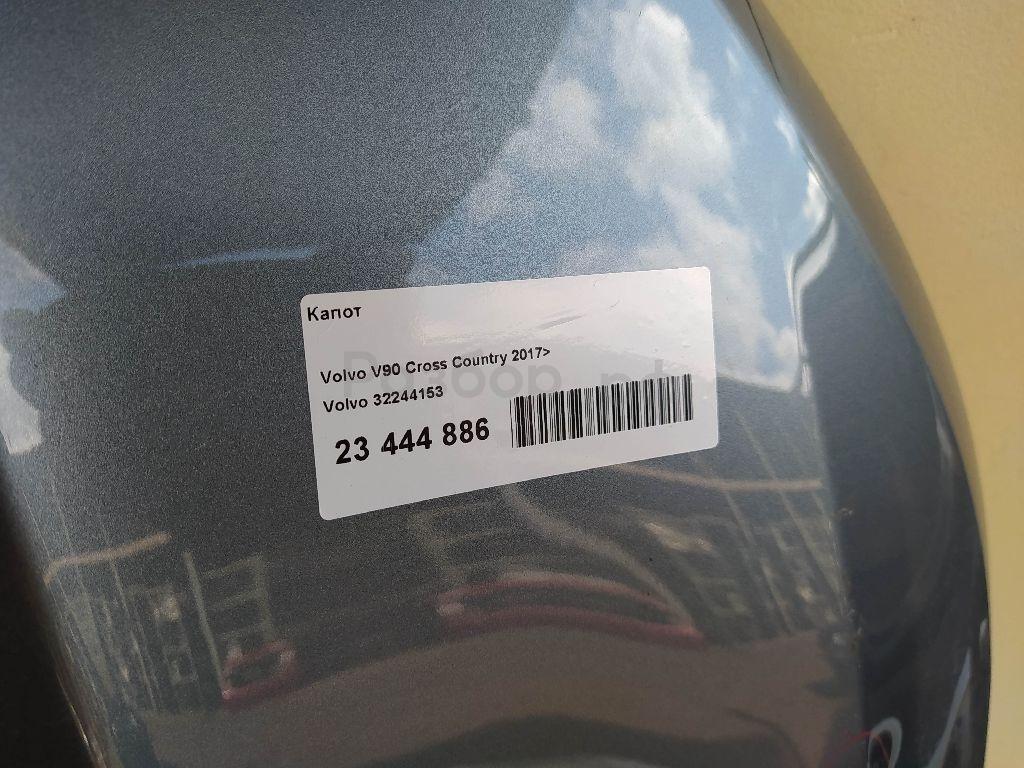 Капот
Volvo V90 Cross Country 2017>
Volvo 32244153
23 444 886